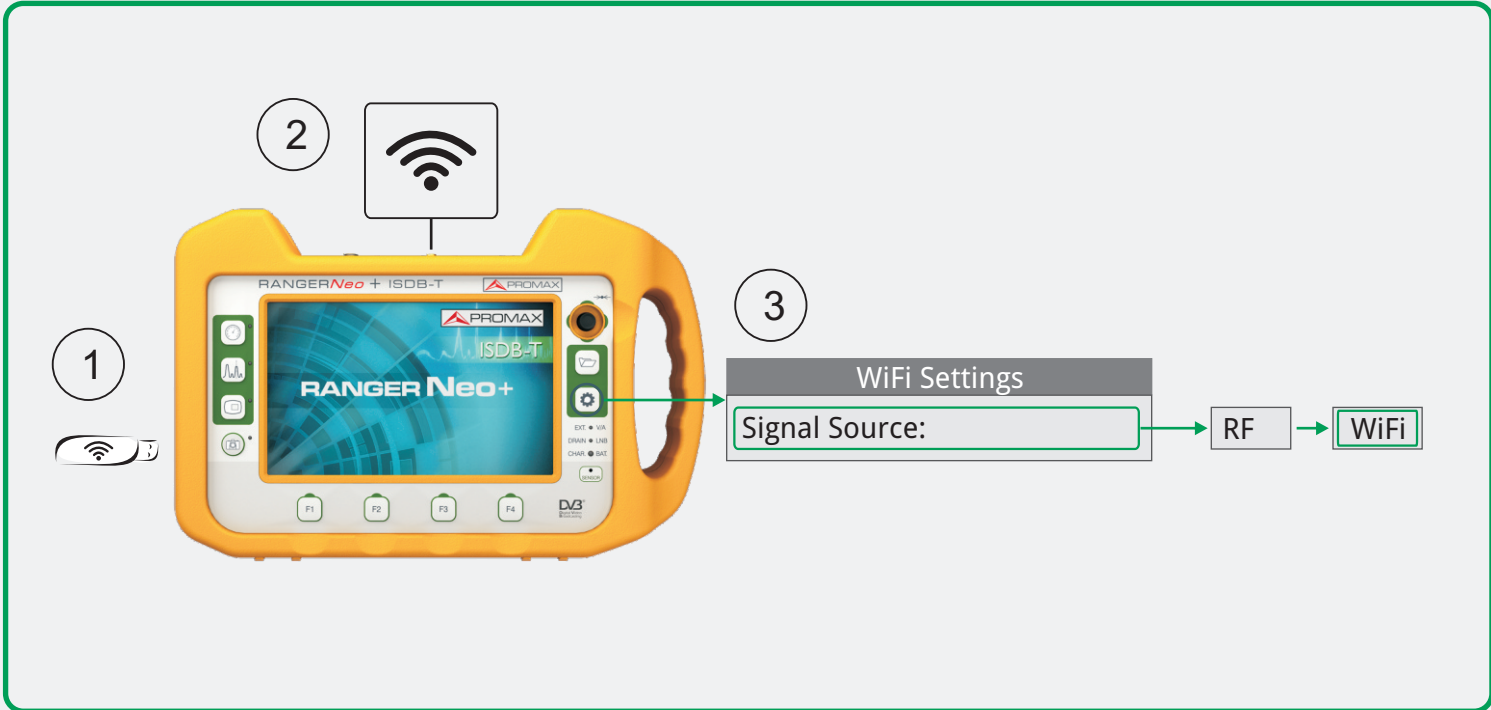 2
RANGERNeo + ISDB-T
PROMAX
1
PROMAX
ISDB-T
RANGER Neo+
3
WiFi Settings
Signal Source:
RF
WiFi
EXT. V/A
DRAIN LNB
CHAR. BAT.
SENSOR
F1
F2
F3
F4
DVB